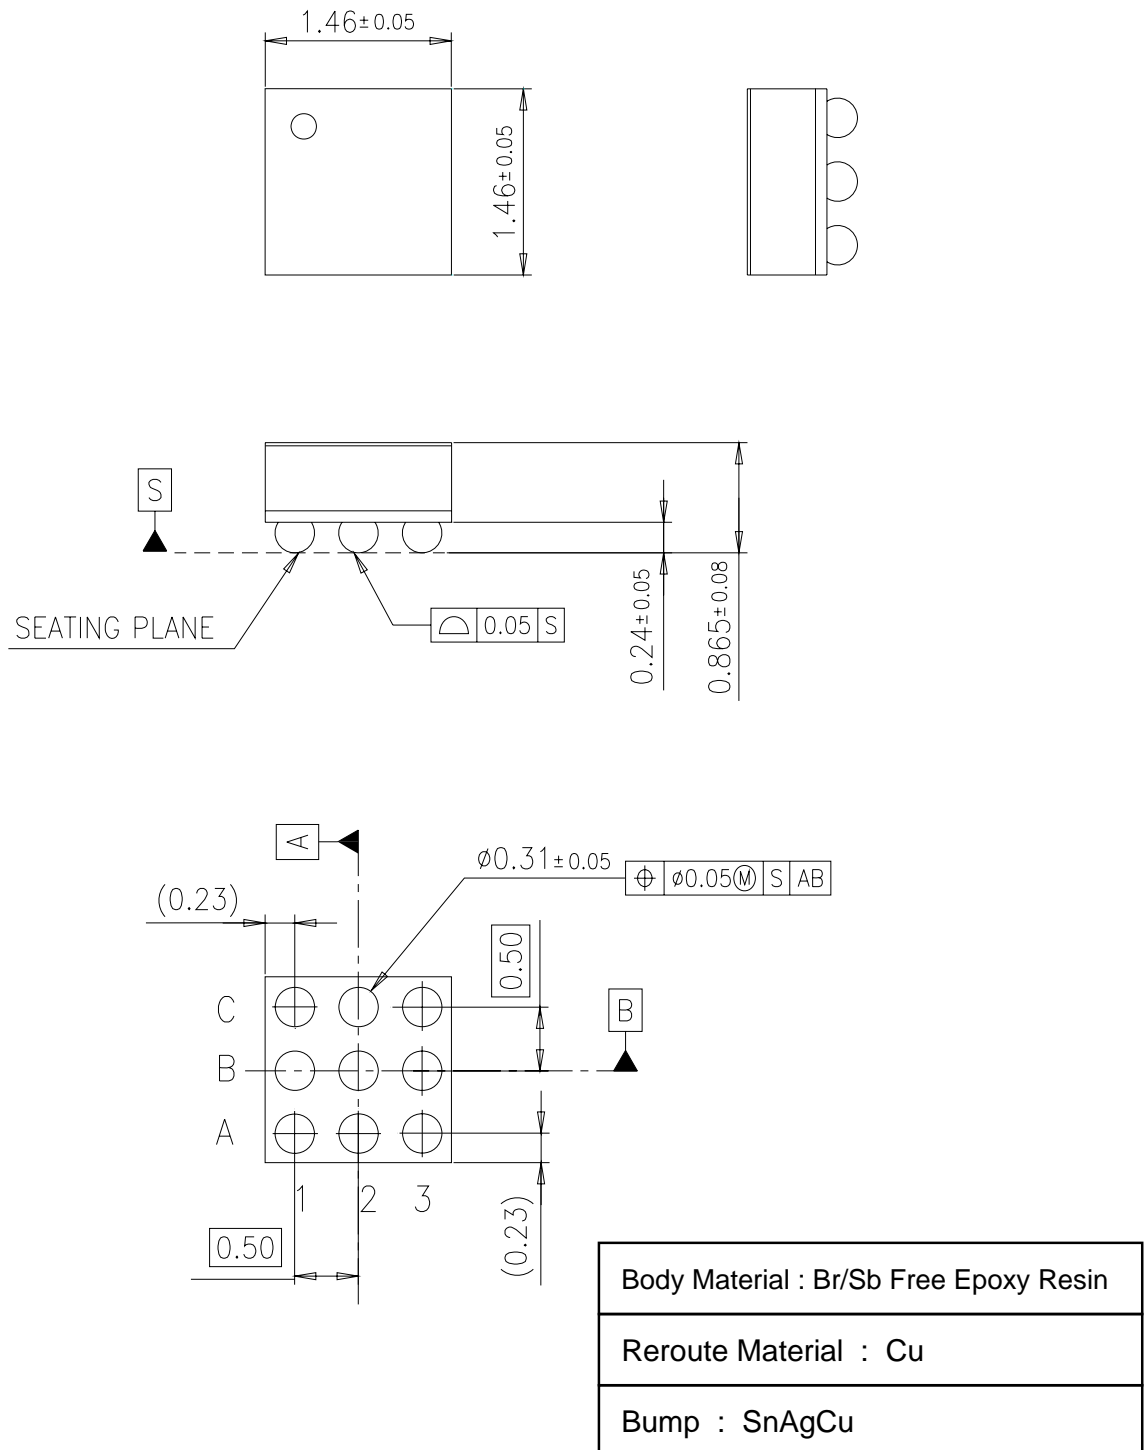 1.46±0.05
1.46±0.05
S
SEATING PLANE
⌓ 0.05 S
0.24±0.05
0.865±0.08
A
ø0.31±0.05
⌖ ø0.05Ⓜ S AB
(0.23)
0.50
B
C
B
A
1 2 3
0.50
(0.23)
Body Material : Br/Sb Free Epoxy Resin
Reroute Material : Cu
Bump : SnAgCu